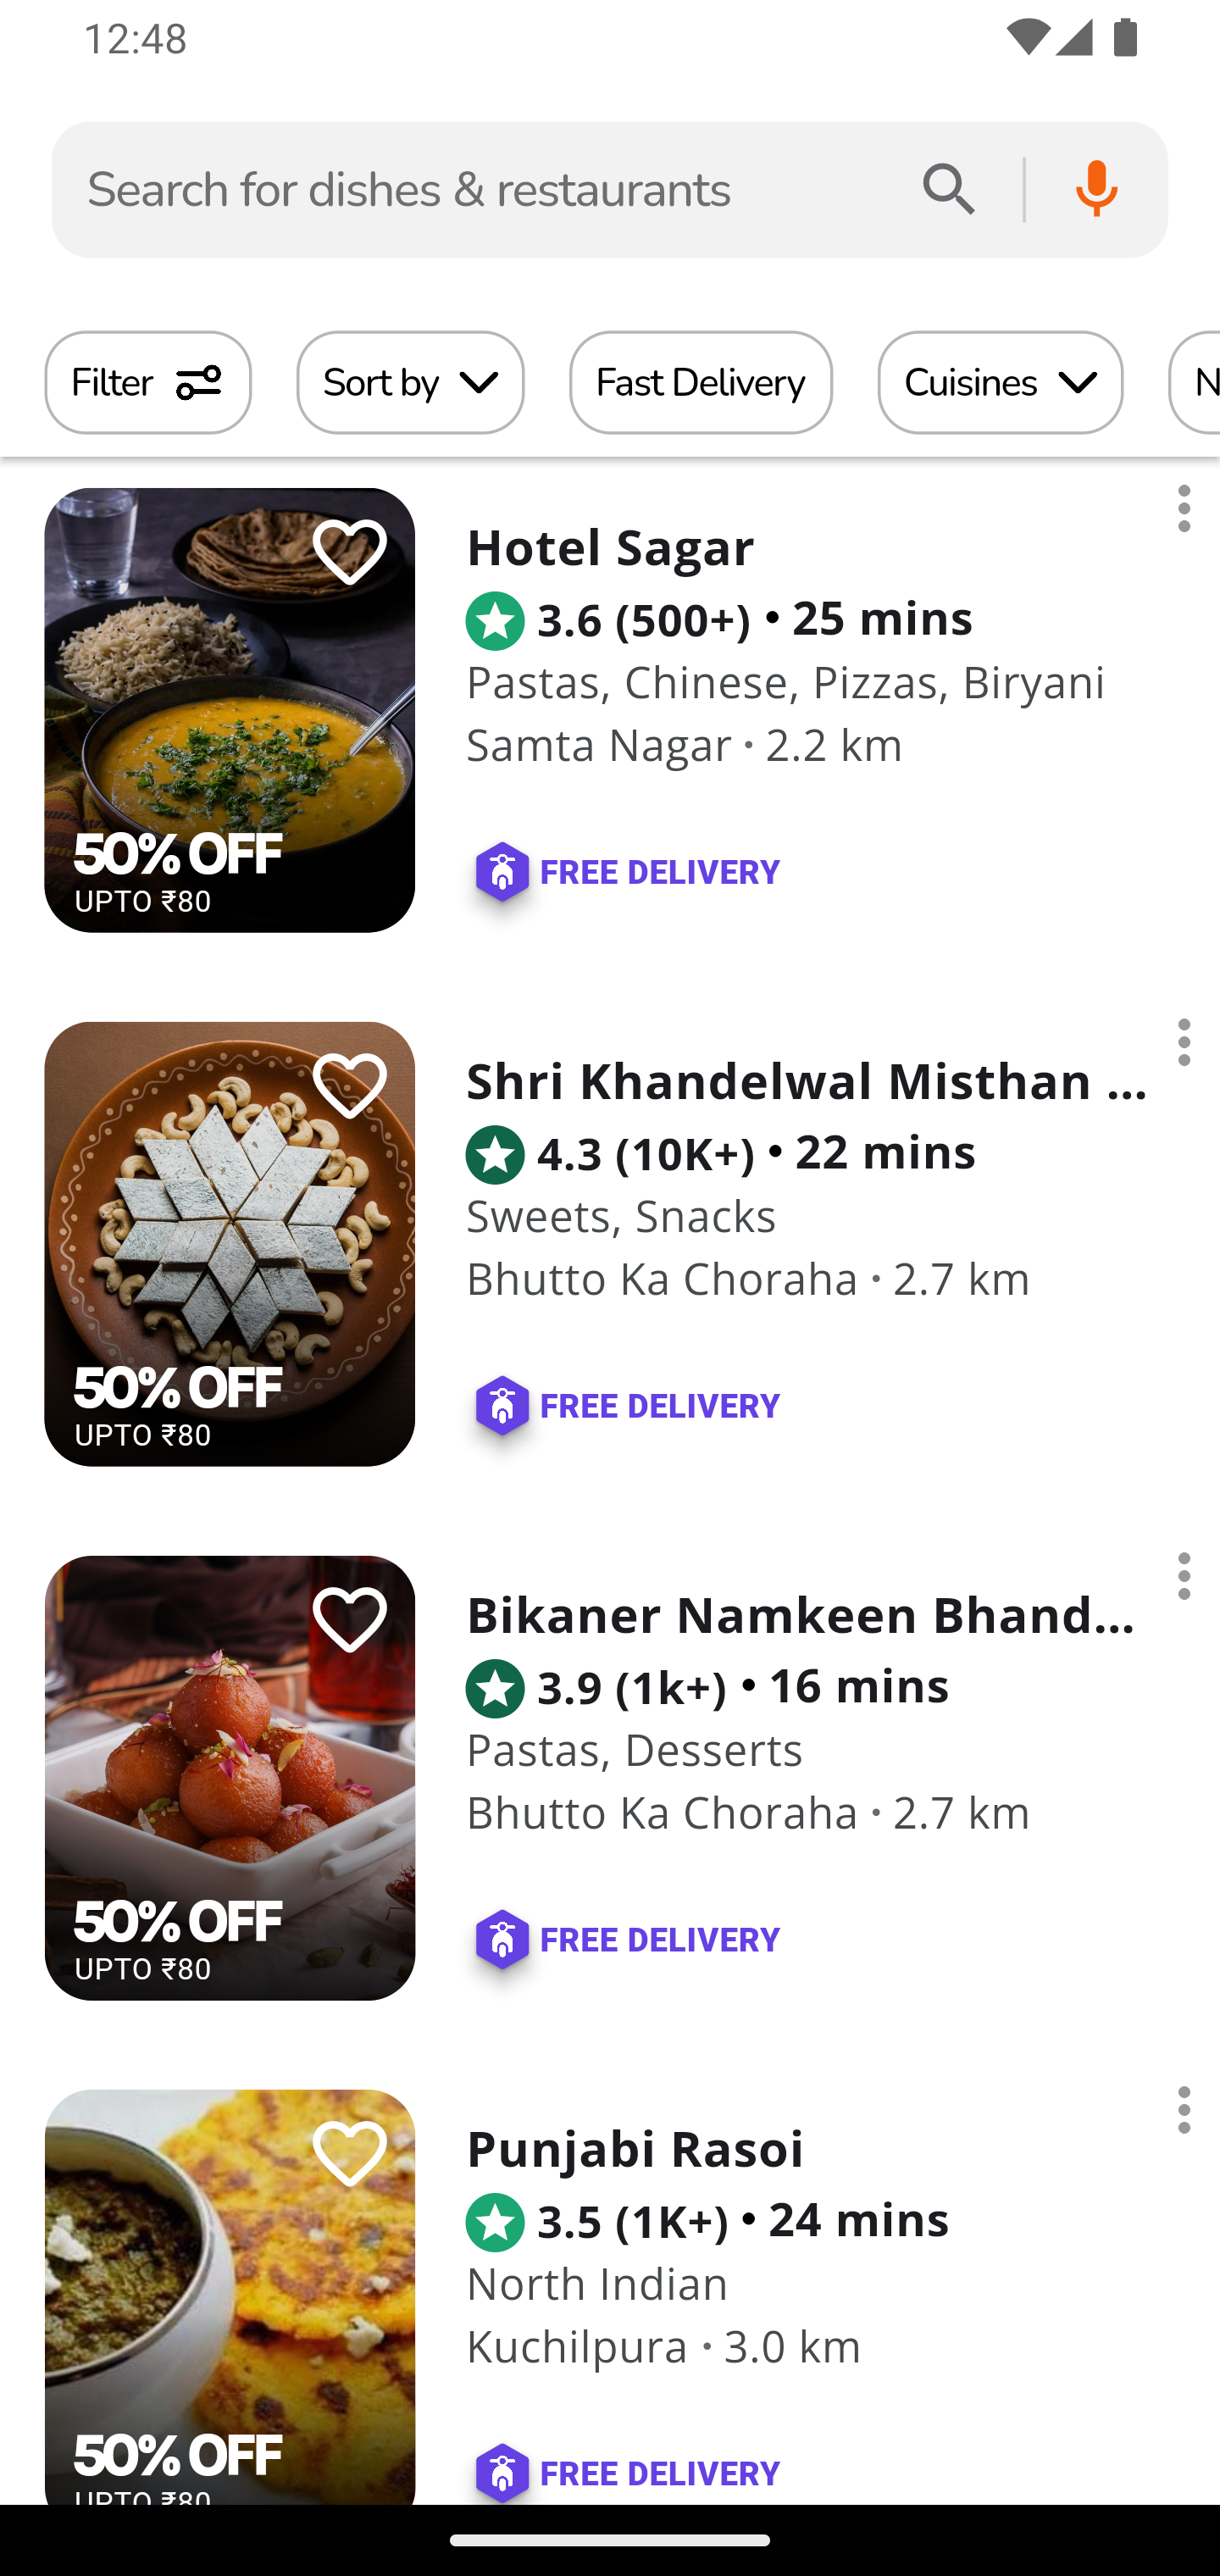 12:48
Search for dishes & restaurants
Filter
Sort by
Fast Delivery
Cuisines
N
Hotel Sagar
3.6 (500+) • 25 mins
Pastas, Chinese, Pizzas, Biryani
Samta Nagar · 2.2 km
50% OFF
UPTO ₹80
FREE DELIVERY
Shri Khandelwal Misthan ...
4.3 (10K+) • 22 mins
Sweets, Snacks
Bhutto Ka Choraha · 2.7 km
50% OFF
UPTO ₹80
FREE DELIVERY
Bikaner Namkeen Bhand...
3.9 (1k+) • 16 mins
Pastas, Desserts
Bhutto Ka Choraha · 2.7 km
50% OFF
UPTO ₹80
FREE DELIVERY
Punjabi Rasoi
3.5 (1K+) • 24 mins
North Indian
Kuchilpura · 3.0 km
50% OFF
UPTO ₹80
FREE DELIVERY